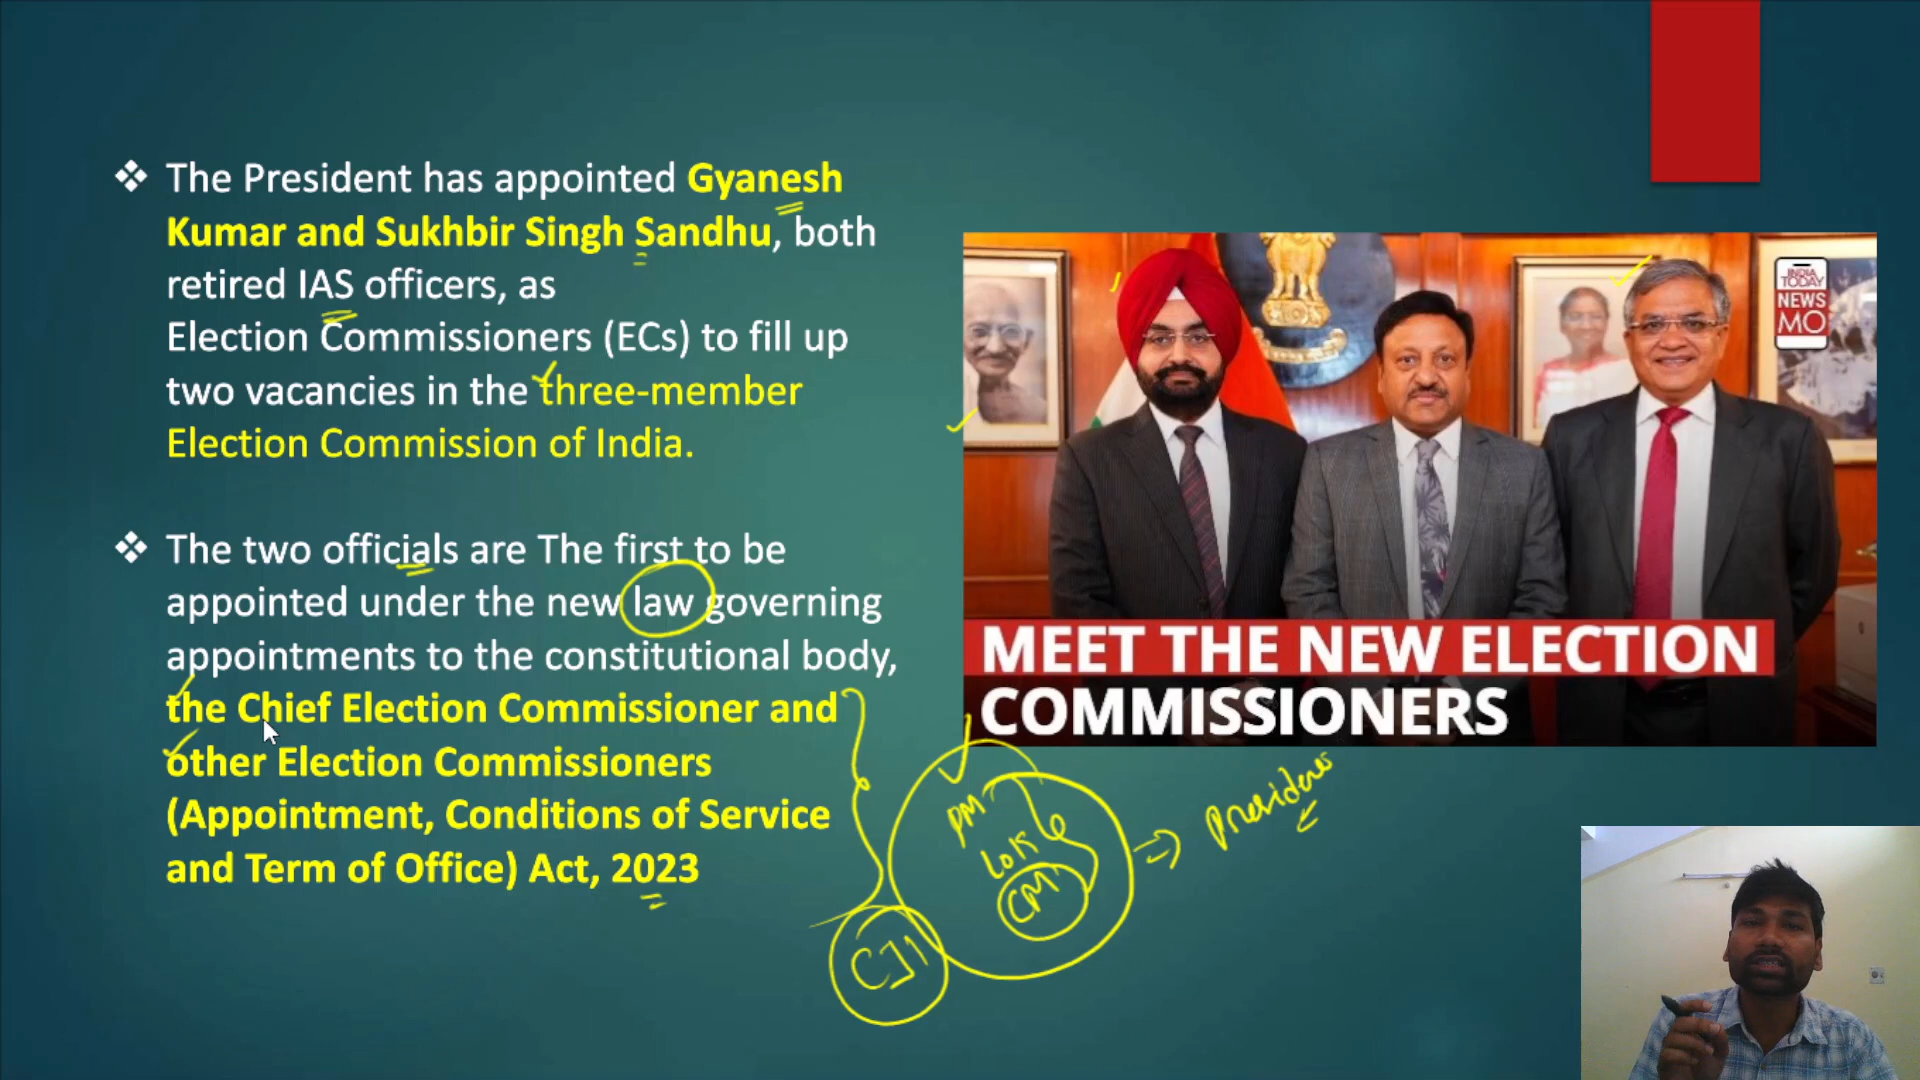 ❖ The President has appointed Gyanesh
Kumar and Sukhbir Singh Sandhu, both
retired IAS officers, as
Election Commissioners (ECs) to fill up
two vacancies in the three-member
Election Commission of India.
❖ The two officials are The first to be
appointed under the new law governing
appointments to the constitutional body,
the Chief Election Commissioner and
other Election Commissioners
(Appointment, Conditions of Service
and Term of Office) Act, 2023
INDIA
TODAY
NEWS
MO
MEET THE NEW ELECTION
COMMISSIONERS
PM
CM
CJI